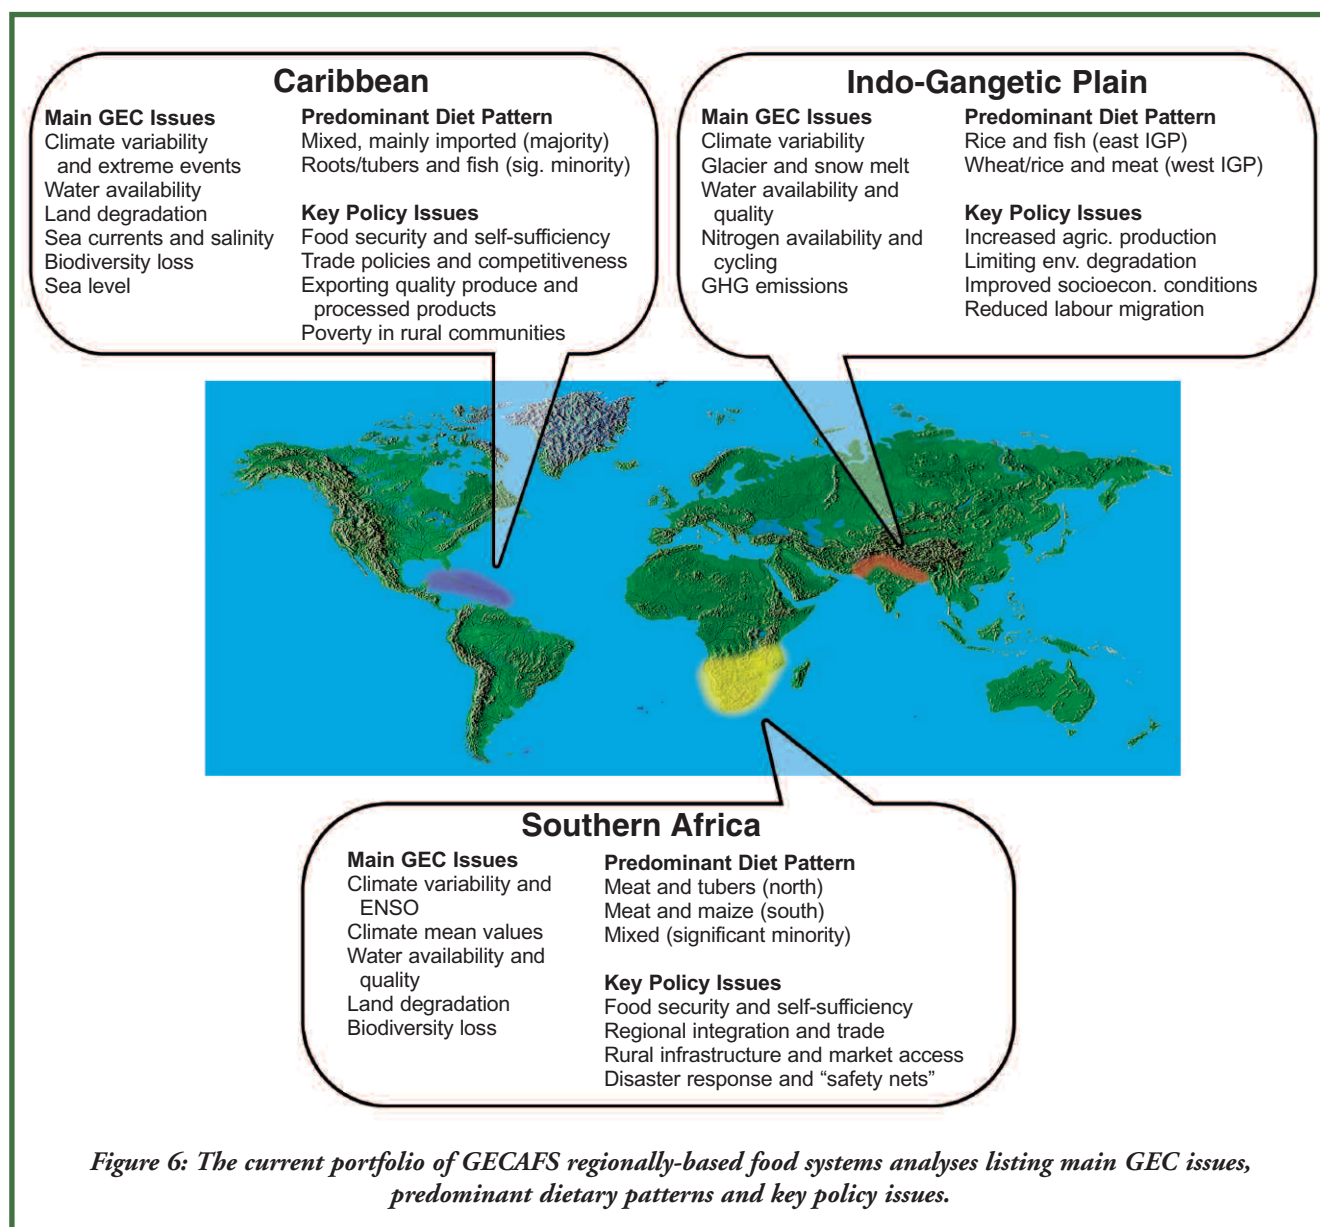 Caribbean
Main GEC Issues
Climate variability
and extreme events
Water availability
Land degradation
Sea currents and salinity
Biodiversity loss
Sea level
Predominant Diet Pattern
Mixed, mainly imported (majority)
Roots/tubers and fish (sig. minority)
Key Policy Issues
Food security and self-sufficiency
Trade policies and competitiveness
Exporting quality produce and
processed products
Poverty in rural communities
Indo-Gangetic Plain
Main GEC Issues
Climate variability
Glacier and snow melt
Water availability and
quality
Nitrogen availability and
cycling
GHG emissions
Predominant Diet Pattern
Rice and fish (east IGP)
Wheat/rice and meat (west IGP)
Key Policy Issues
Increased agric. production
Limiting env. degradation
Improved socioecon. conditions
Reduced labour migration
Southern Africa
Main GEC Issues
Climate variability and
ENSO
Climate mean values
Water availability and
quality
Land degradation
Biodiversity loss
Predominant Diet Pattern
Meat and tubers (north)
Meat and maize (south)
Mixed (significant minority)
Key Policy Issues
Food security and self-sufficiency
Regional integration and trade
Rural infrastructure and market access
Disaster response and “safety nets”
Figure 6: The current portfolio of GECAFS regionally-based food systems analyses listing main GEC issues,
predominant dietary patterns and key policy issues.